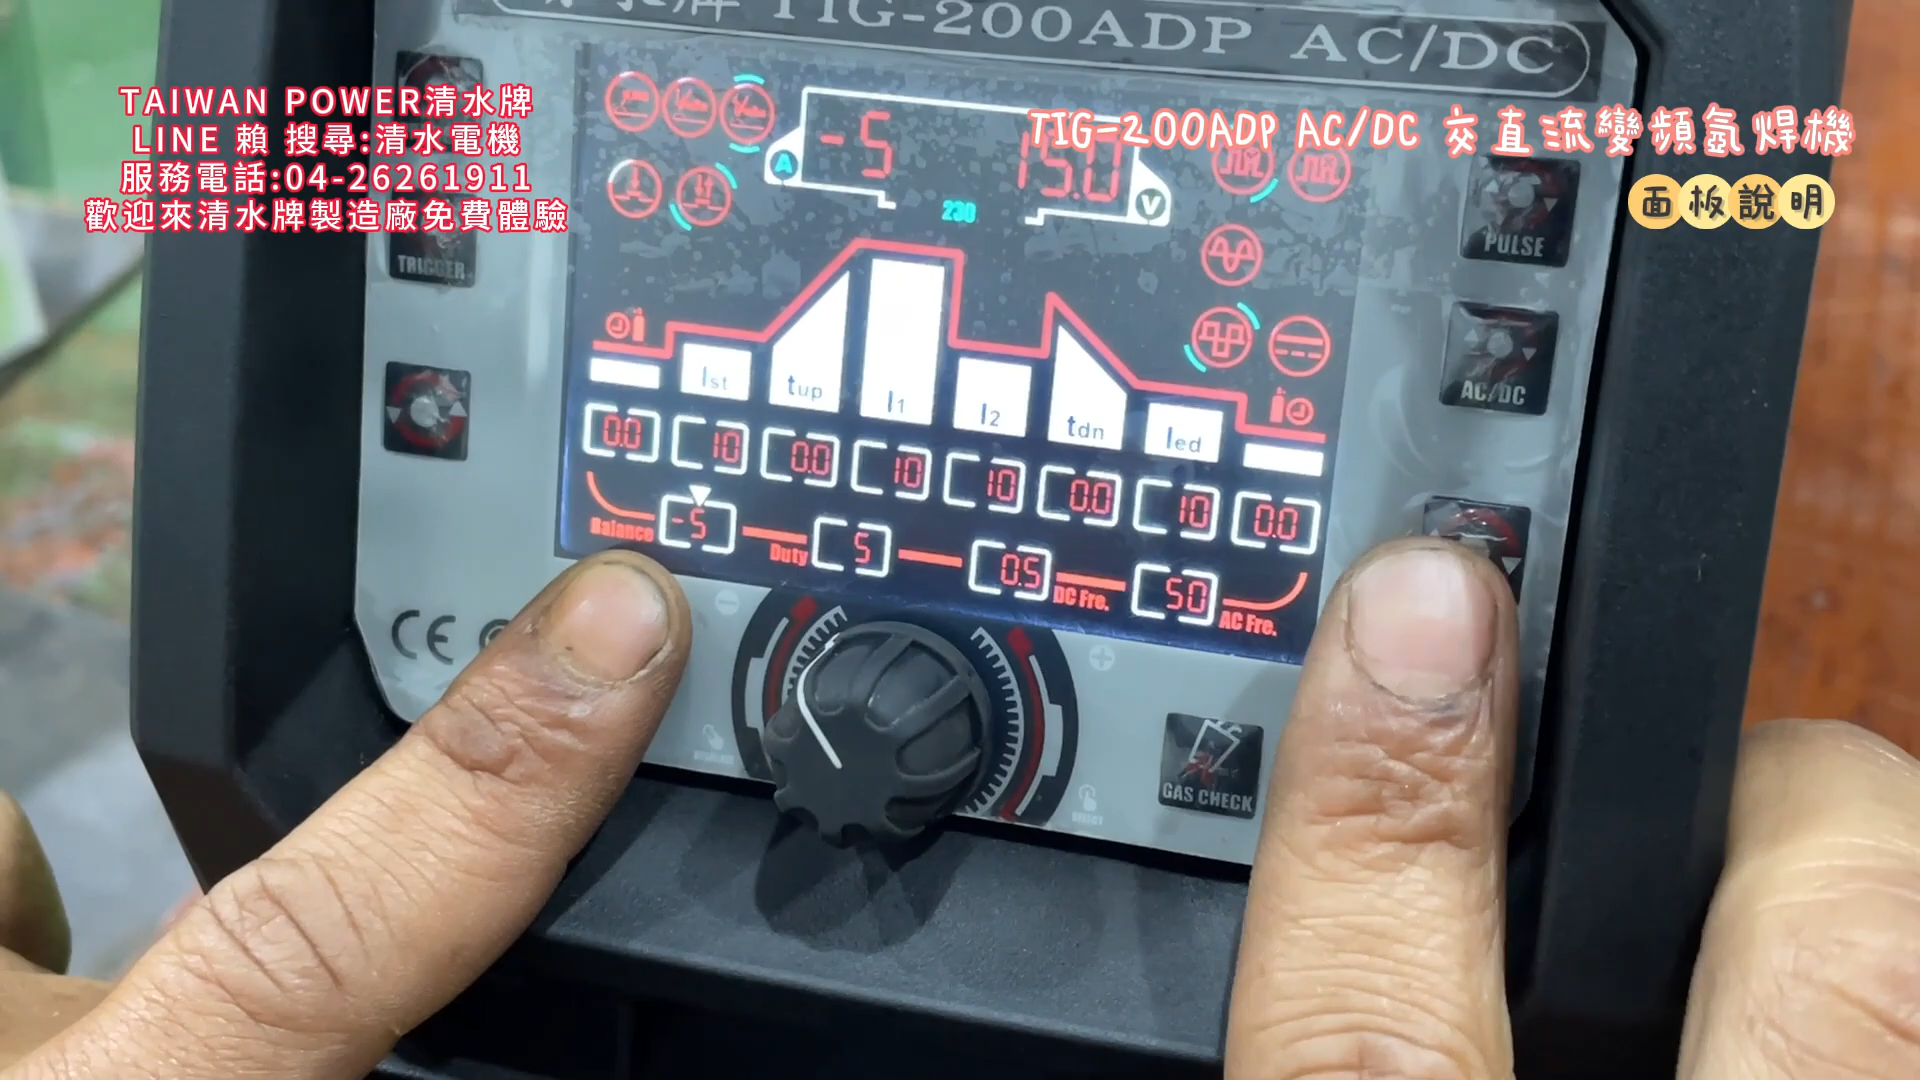 TIG-200ADP AC/DC
TAIWAN POWER清水牌
LINE 賴 搜尋:清水電機
服務電話:04-26261911
歡迎來清水牌製造廠免費體驗
TIG-200ADP AC/DC 交直流變頻氬焊機
面板說明
A -5 15.0 V
230
TRIGGER
PULSE
AC/DC
Ist tup I1 I2 tdn Ied
0.0 10 0.0 10 10 0.0 10 0.0
Balance -5 Duty 5 0.5 DC Fre. 50 AC Fre.
CE
GAS CHECK